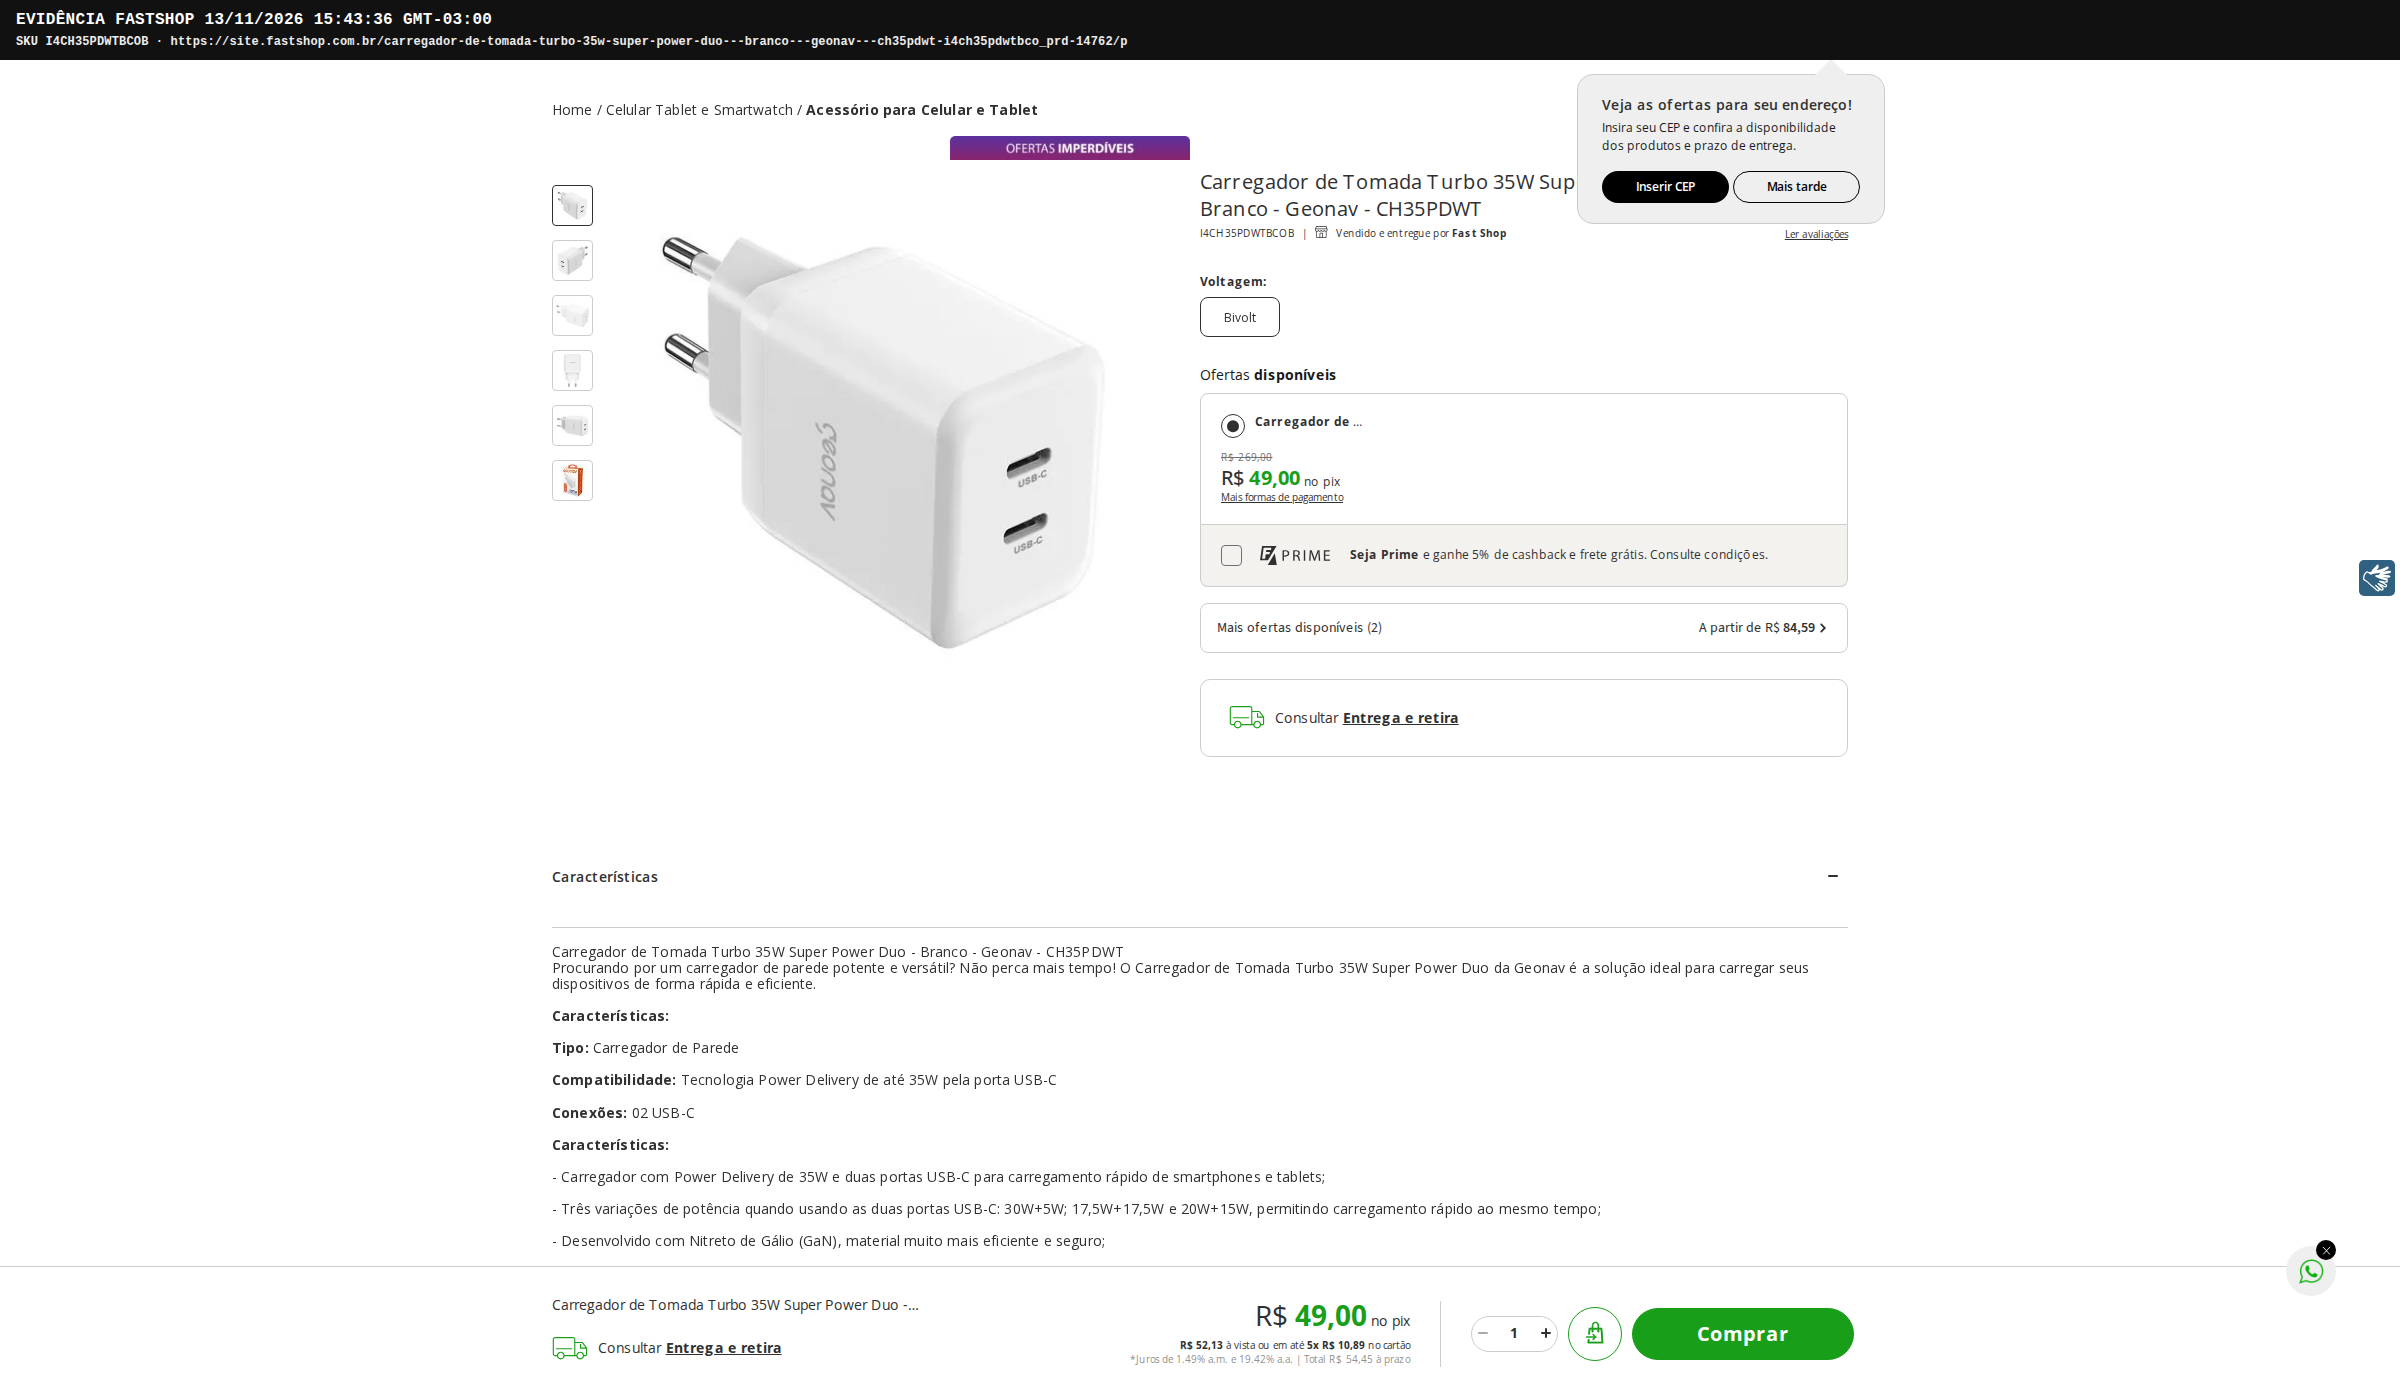 EVIDÊNCIA FASTSHOP 13/11/2026 15:43:36 GMT-03:00
SKU I4CH35PDWTBCOB · https://site.fastshop.com.br/carregador-de-tomada-turbo-35w-super-power-duo---branco---geonav---ch35pdwt-i4ch35pdwtbco_prd-14762/p
Veja as ofertas para seu endereço!
Insira seu CEP e confira a disponibilidade
dos produtos e prazo de entrega.
Inserir CEP
Mais tarde
Home / Celular Tablet e Smartwatch / Acessório para Celular e Tablet
OFERTAS IMPERDÍVEIS
Carregador de Tomada Turbo 35W Sup
Branco - Geonav - CH35PDWT
I4CH35PDWTBCOB | Vendido e entregue por Fast Shop
Ler avaliações
geonav
USB-C
USB-C
Voltagem:
Bivolt
Ofertas disponíveis
Carregador de ...
R$ 269,00
R$ 49,00 no pix
Mais formas de pagamento
PRIME Seja Prime e ganhe 5% de cashback e frete grátis. Consulte condições.
Mais ofertas disponíveis (2) A partir de R$ 84,59
Consultar Entrega e retira
Características
Carregador de Tomada Turbo 35W Super Power Duo - Branco - Geonav - CH35PDWT
Procurando por um carregador de parede potente e versátil? Não perca mais tempo! O Carregador de Tomada Turbo 35W Super Power Duo da Geonav é a solução ideal para carregar seus
dispositivos de forma rápida e eficiente.
Características:
Tipo: Carregador de Parede
Compatibilidade: Tecnologia Power Delivery de até 35W pela porta USB-C
Conexões: 02 USB-C
Características:
- Carregador com Power Delivery de 35W e duas portas USB-C para carregamento rápido de smartphones e tablets;
- Três variações de potência quando usando as duas portas USB-C: 30W+5W; 17,5W+17,5W e 20W+15W, permitindo carregamento rápido ao mesmo tempo;
- Desenvolvido com Nitreto de Gálio (GaN), material muito mais eficiente e seguro;
Carregador de Tomada Turbo 35W Super Power Duo -...
Consultar Entrega e retira
R$ 49,00 no pix
R$ 52,13 à vista ou em até 5x R$ 10,89 no cartão
*Juros de 1.49% a.m. e 19.42% a.a. | Total R$ 54,45 à prazo
1
Comprar